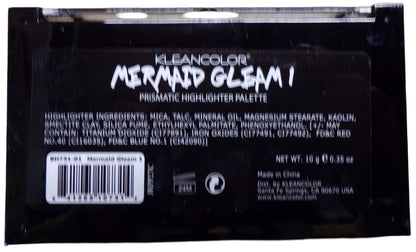 KLEANCOLOR®
MERMAID GLEAM 1
PRISMATIC HIGHLIGHTER PALETTE
HIGHLIGHTER INGREDIENTS: MICA, TALC, MINERAL OIL, MAGNESIUM STEARATE, KAOLIN,
SMECTITE CLAY, SILICA FUME, ETHYLHEXYL PALMITATE, PHENOXYETHANOL, [+/- MAY
CONTAIN: TITANIUM DIOXIDE (CI77891), IRON OXIDES (CI77491, CI77492), FD&C RED
NO.40 (CI16035), FD&C BLUE NO.1 (CI42090)]
NET WT. 10 g ℮ 0.35 oz
Mermaid Gleam 1
24M
Made in China
Dist. by KLEANCOLOR
Santa Fe Springs, CA 90670 USA
www.kleancolor.com